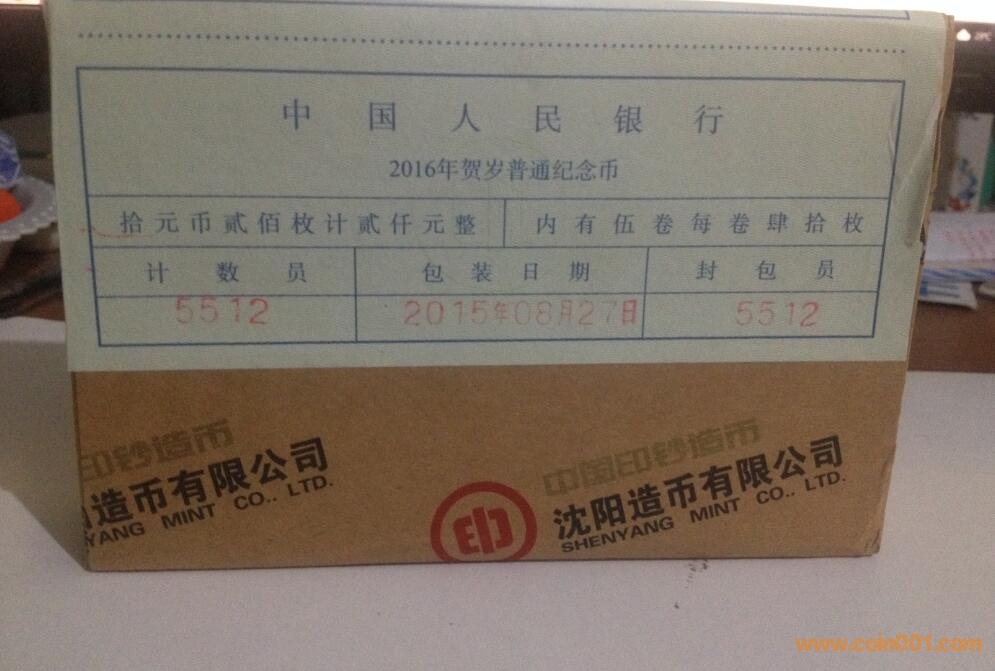 中国人民银行
2016年贺岁普通纪念币
拾元币贰佰枚计贰仟元整 内有伍卷每卷肆拾枚
计数员 包装日期 封包员
5512 2015年08月27日 5512
印钞造币 中国印钞造币
造币有限公司 沈阳造币有限公司
YANG MINT CO., LTD. SHENYANG MINT CO., LTD.
www.coin001.com